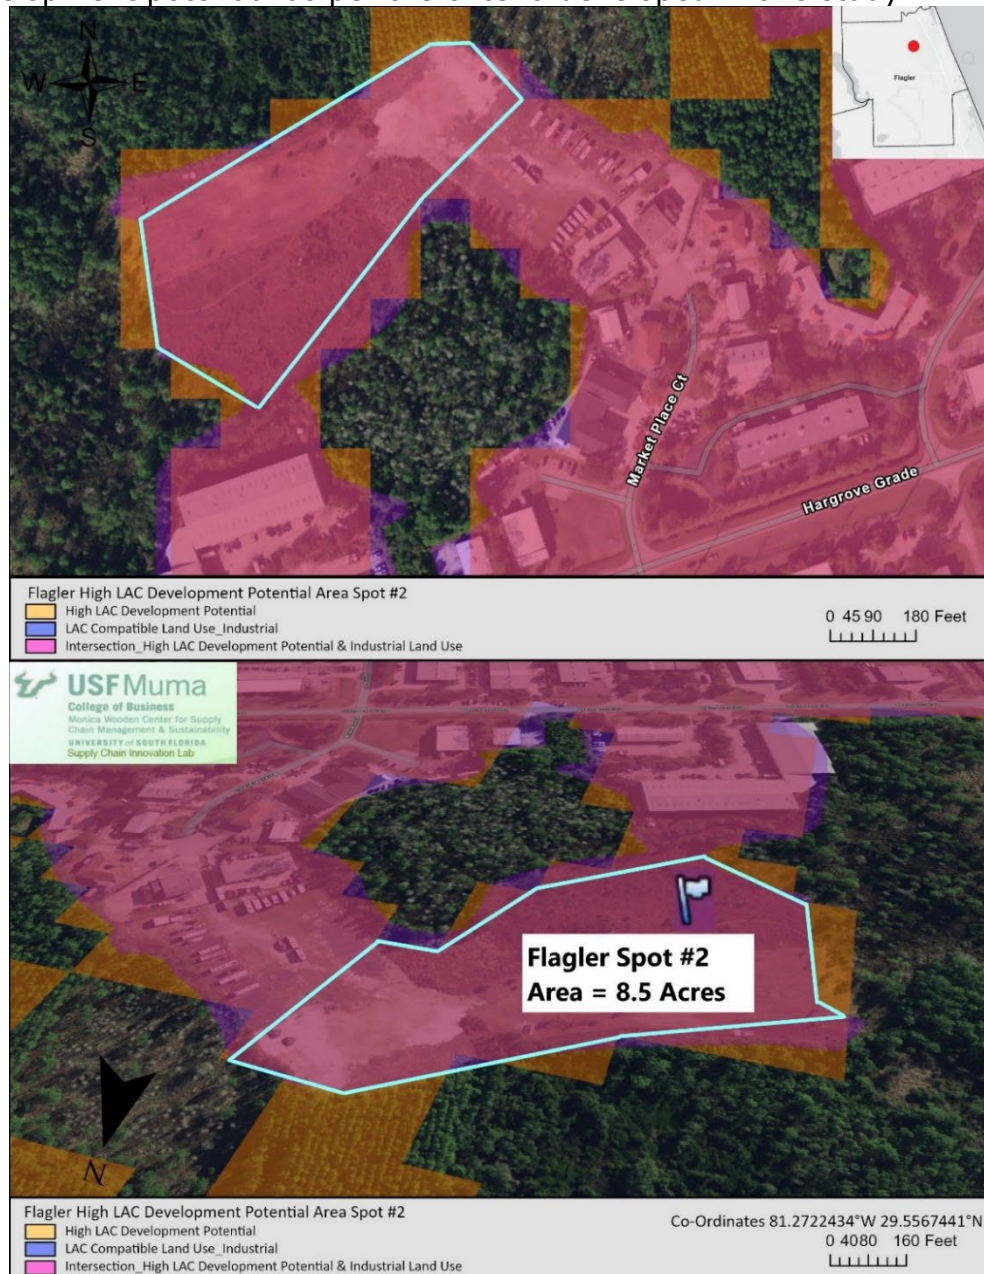 N
W E
S
Flagler
Market Place Ct
Hargrove Grade
Flagler High LAC Development Potential Area Spot #2
High LAC Development Potential
LAC Compatible Land Use_Industrial
Intersection_High LAC Development Potential & Industrial Land Use
0 45 90 180 Feet
USF Muma
College of Business
Monica Wooden Center for Supply
Chain Management & Sustainability
UNIVERSITY of SOUTH FLORIDA
Supply Chain Innovation Lab
Flagler Spot #2
Area = 8.5 Acres
N
Flagler High LAC Development Potential Area Spot #2
High LAC Development Potential
LAC Compatible Land Use_Industrial
Intersection_High LAC Development Potential & Industrial Land Use
Co-Ordinates 81.2722434°W 29.5567441°N
0 4080 160 Feet